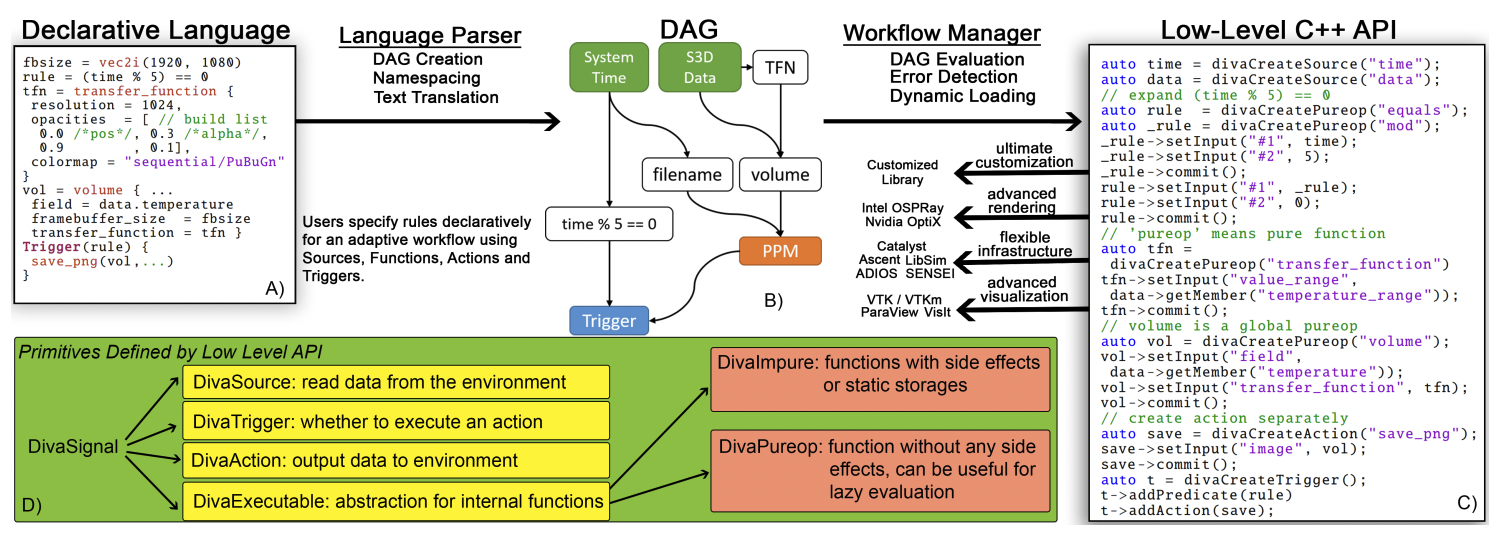 Declarative Language
fbsize = vec2i(1920, 1080)
rule = (time % 5) == 0
tfn = transfer_function {
resolution = 1024,
opacities = [ // build list
0.0 /*pos*/, 0.3 /*alpha*/,
0.9 , 0.1],
colormap = "sequential/PuBuGn"
}
vol = volume { ...
field = data.temperature
framebuffer_size = fbsize
transfer_function = tfn }
Trigger(rule) {
save_png(vol,...)
}
A)
Language Parser
DAG Creation
Namespacing
Text Translation
Users specify rules declaratively
for an adaptive workflow using
Sources, Functions, Actions and
Triggers.
DAG
System
Time
S3D
Data
TFN
filename
volume
time % 5 == 0
PPM
Trigger
B)
Workflow Manager
DAG Evaluation
Error Detection
Dynamic Loading
ultimate
customization
Customized
Library
advanced
rendering
Intel OSPRay
Nvidia OptiX
flexible
infrastructure
Catalyst
Ascent LibSim
ADIOS SENSEI
advanced
visualization
VTK / VTKm
ParaView VisIt
Low-Level C++ API
auto time = divaCreateSource("time");
auto data = divaCreateSource("data");
// expand (time % 5) == 0
auto rule = divaCreatePureop("equals");
auto _rule = divaCreatePureop("mod");
_rule->setInput("#1", time);
_rule->setInput("#2", 5);
_rule->commit();
rule->setInput("#1", _rule);
rule->setInput("#2", 0);
rule->commit();
// 'pureop' means pure function
auto tfn =
divaCreatePureop("transfer_function")
tfn->setInput("value_range",
data->getMember("temperature_range"));
tfn->commit();
// volume is a global pureop
auto vol = divaCreatePureop("volume");
vol->setInput("field",
data->getMember("temperature"));
vol->setInput("transfer_function", tfn);
vol->commit();
// create action separately
auto save = divaCreateAction("save_png");
save->setInput("image", vol);
save->commit();
auto t = divaCreateTrigger();
t->addPredicate(rule)
t->addAction(save);
C)
Primitives Defined by Low Level API
DivaSignal
DivaSource: read data from the environment
DivaTrigger: whether to execute an action
DivaAction: output data to environment
DivaExecutable: abstraction for internal functions
DivaImpure: functions with side effects
or static storages
DivaPureop: function without any side
effects, can be useful for
lazy evaluation
D)